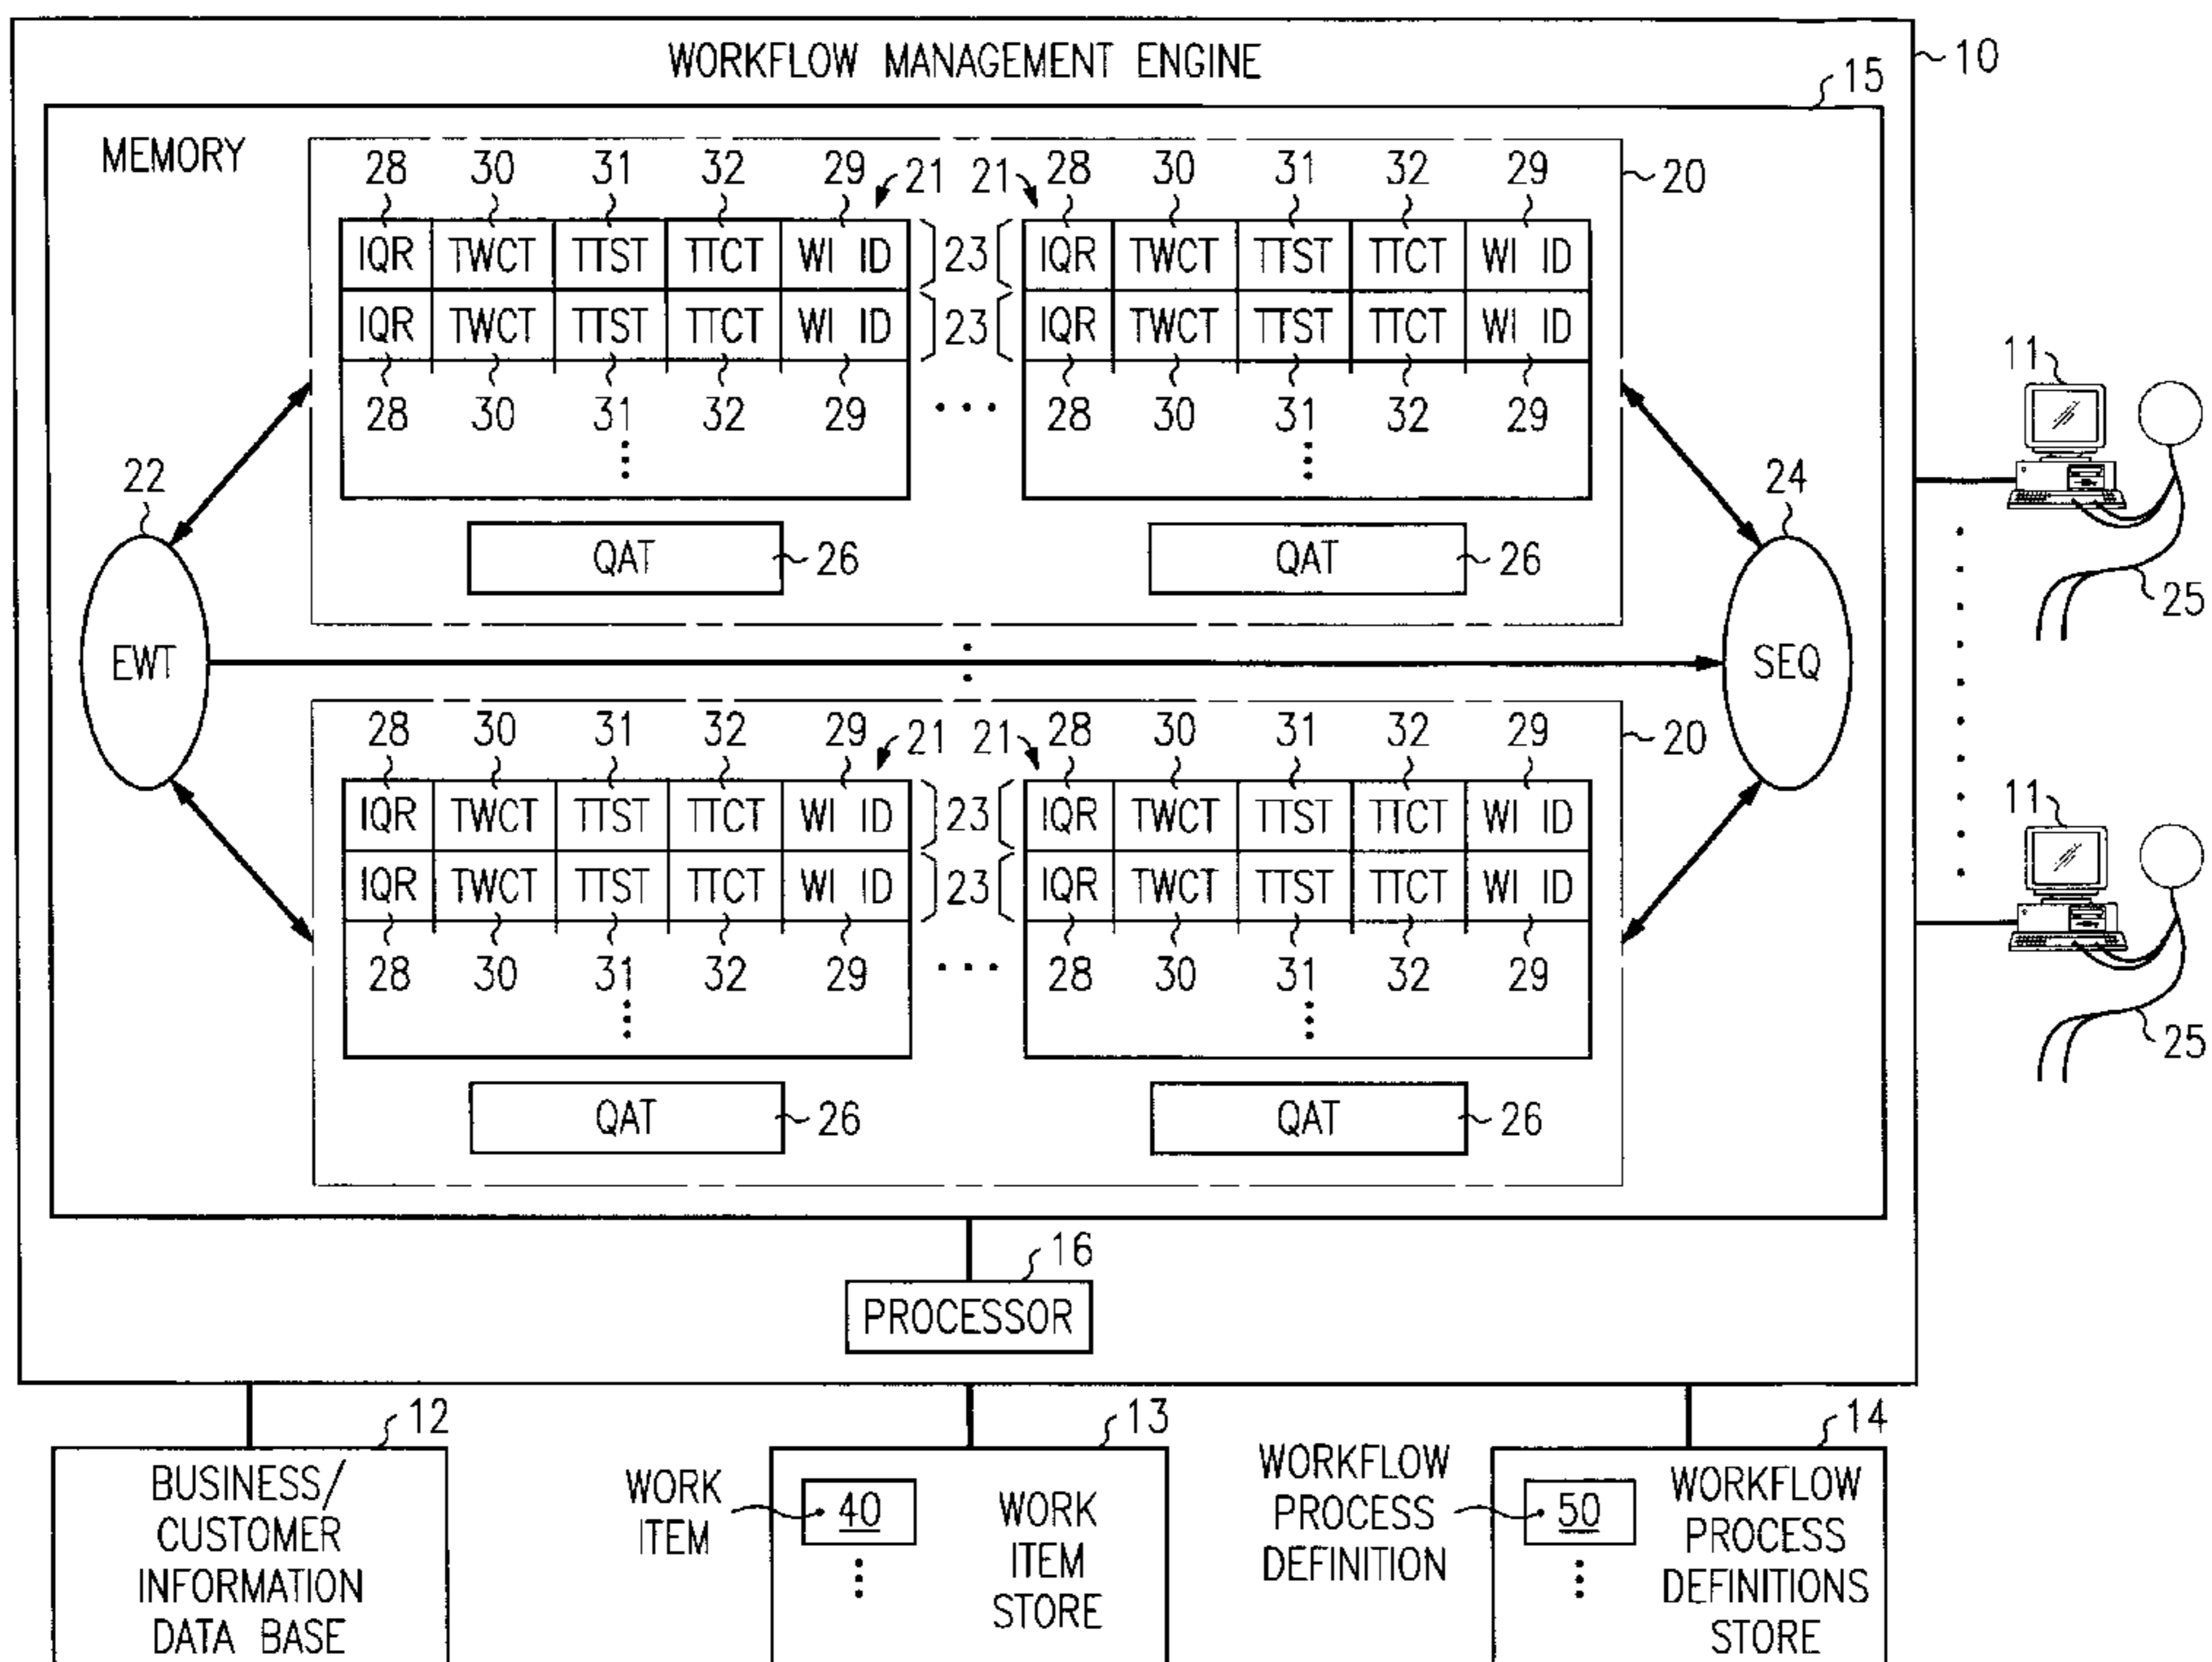 WORKFLOW MANAGEMENT ENGINE
10
15
MEMORY
28 30 31 32 29 21 21 28 30 31 32 29 20
IQR TWCT TTST TTCT WI ID 23 IQR TWCT TTST TTCT WI ID
IQR TWCT TTST TTCT WI ID 23 IQR TWCT TTST TTCT WI ID
28 30 31 32 29 28 30 31 32 29
11
22
24
QAT 26 QAT 26
25
EWT
SEQ
28 30 31 32 29 21 21 28 30 31 32 29 20
IQR TWCT TTST TTCT WI ID 23 IQR TWCT TTST TTCT WI ID
11
IQR TWCT TTST TTCT WI ID 23 IQR TWCT TTST TTCT WI ID
28 30 31 32 29 28 30 31 32 29
25
QAT 26 QAT 26
16
PROCESSOR
12
BUSINESS/
CUSTOMER
INFORMATION
DATA BASE
WORK
ITEM
13
40
WORK
ITEM
STORE
WORKFLOW
PROCESS
DEFINITION
14
50
WORKFLOW
PROCESS
DEFINITIONS
STORE